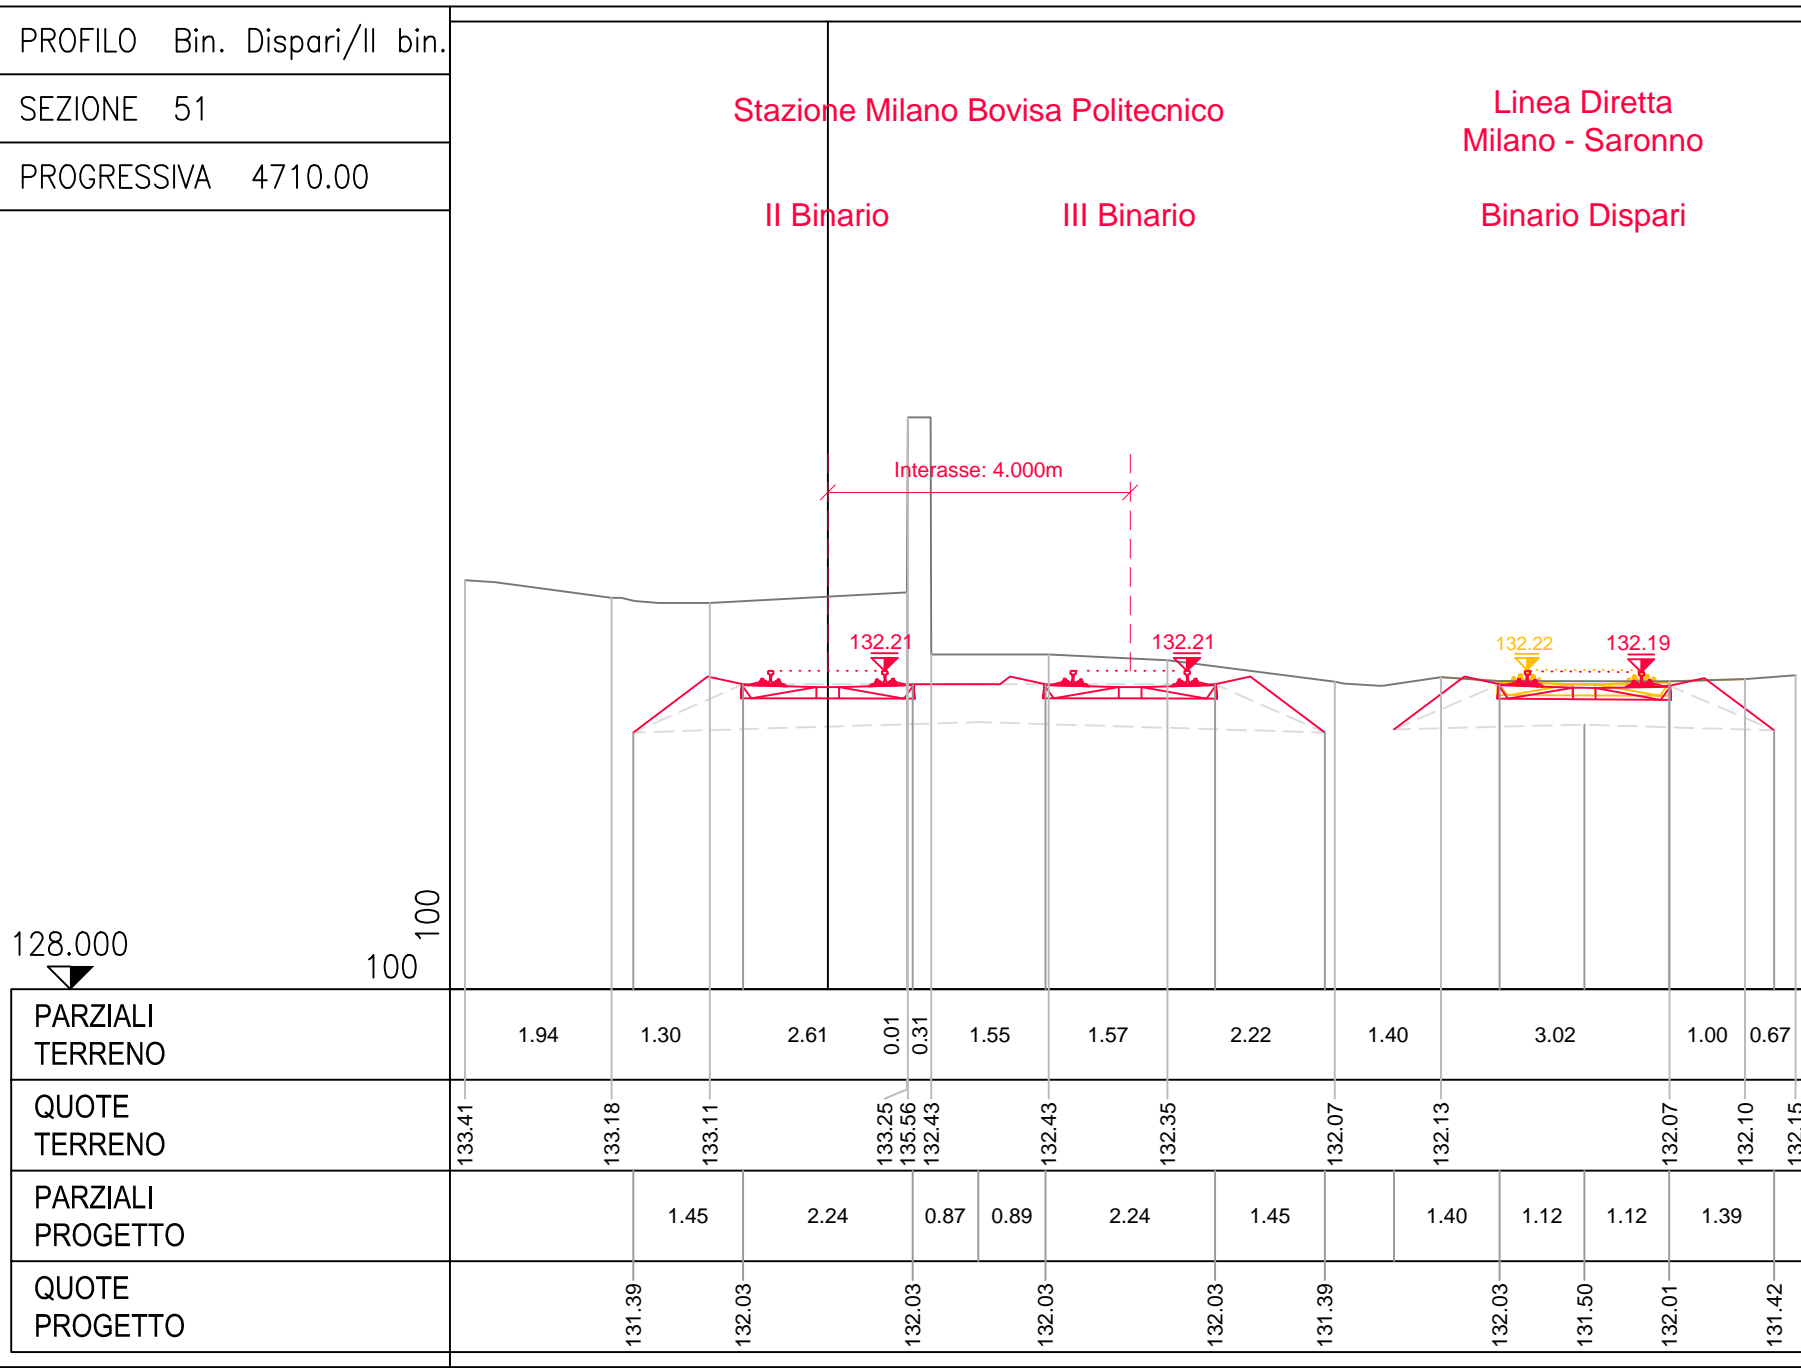 PROFILO Bin. Dispari/II bin.
SEZIONE 51
PROGRESSIVA 4710.00
Stazione Milano Bovisa Politecnico
Linea Diretta
Milano - Saronno
II Binario
III Binario
Binario Dispari
Interasse: 4.000m
132.21
132.21
132.22
132.19
100
128.000
100
PARZIALI
TERRENO
1.94 1.30 2.61 0.01 0.31 1.55 1.57 2.22 1.40 3.02 1.00 0.67
QUOTE
TERRENO
133.41 133.18 133.11 133.25 135.56 132.43 132.43 132.35 132.07 132.13 132.07 132.10 132.15
PARZIALI
PROGETTO
1.45 2.24 0.87 0.89 2.24 1.45 1.40 1.12 1.12 1.39
QUOTE
PROGETTO
131.39 132.03 132.03 132.03 132.03 131.39 132.03 131.50 132.01 131.42